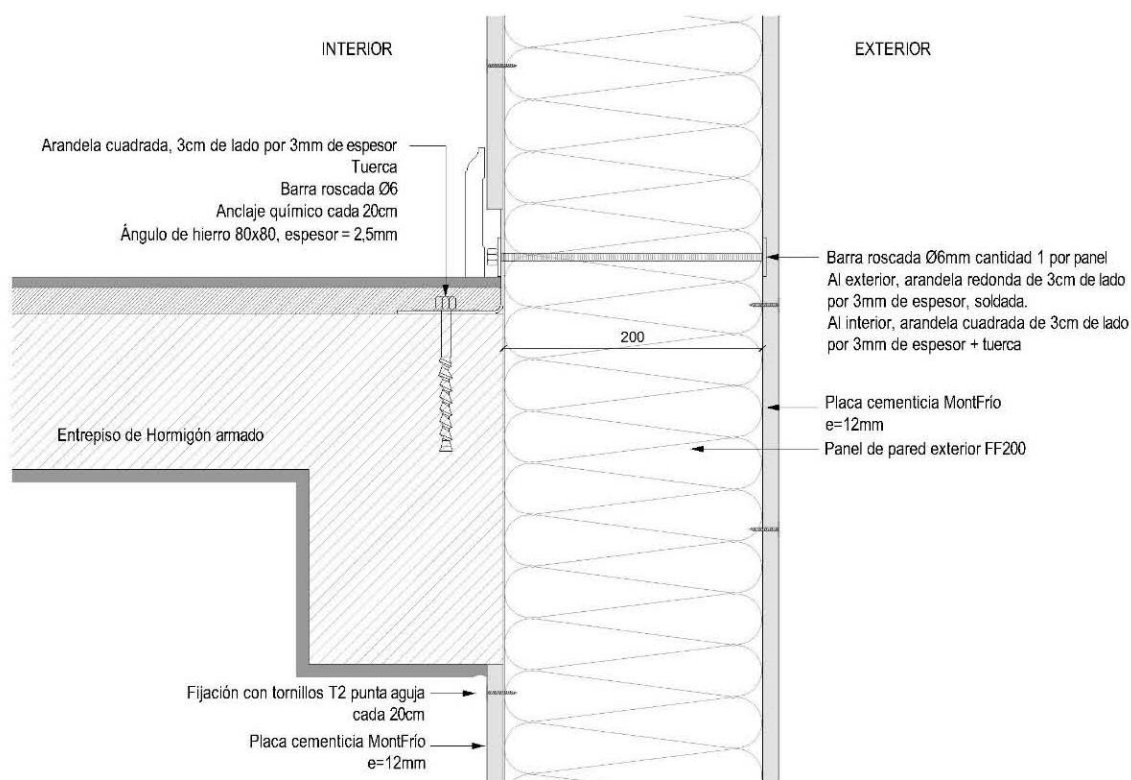 INTERIOR
EXTERIOR
Arandela cuadrada, 3cm de lado por 3mm de espesor
Tuerca
Barra roscada Ø6
Anclaje químico cada 20cm
Ángulo de hierro 80x80, espesor = 2,5mm
Barra roscada Ø6mm cantidad 1 por panel
Al exterior, arandela redonda de 3cm de lado
por 3mm de espesor, soldada.
Al interior, arandela cuadrada de 3cm de lado
por 3mm de espesor + tuerca
200
Placa cementicia MontFrío
e=12mm
Panel de pared exterior FF200
Entrepiso de Hormigón armado
Fijación con tornillos T2 punta aguja
cada 20cm
Placa cementicia MontFrío
e=12mm